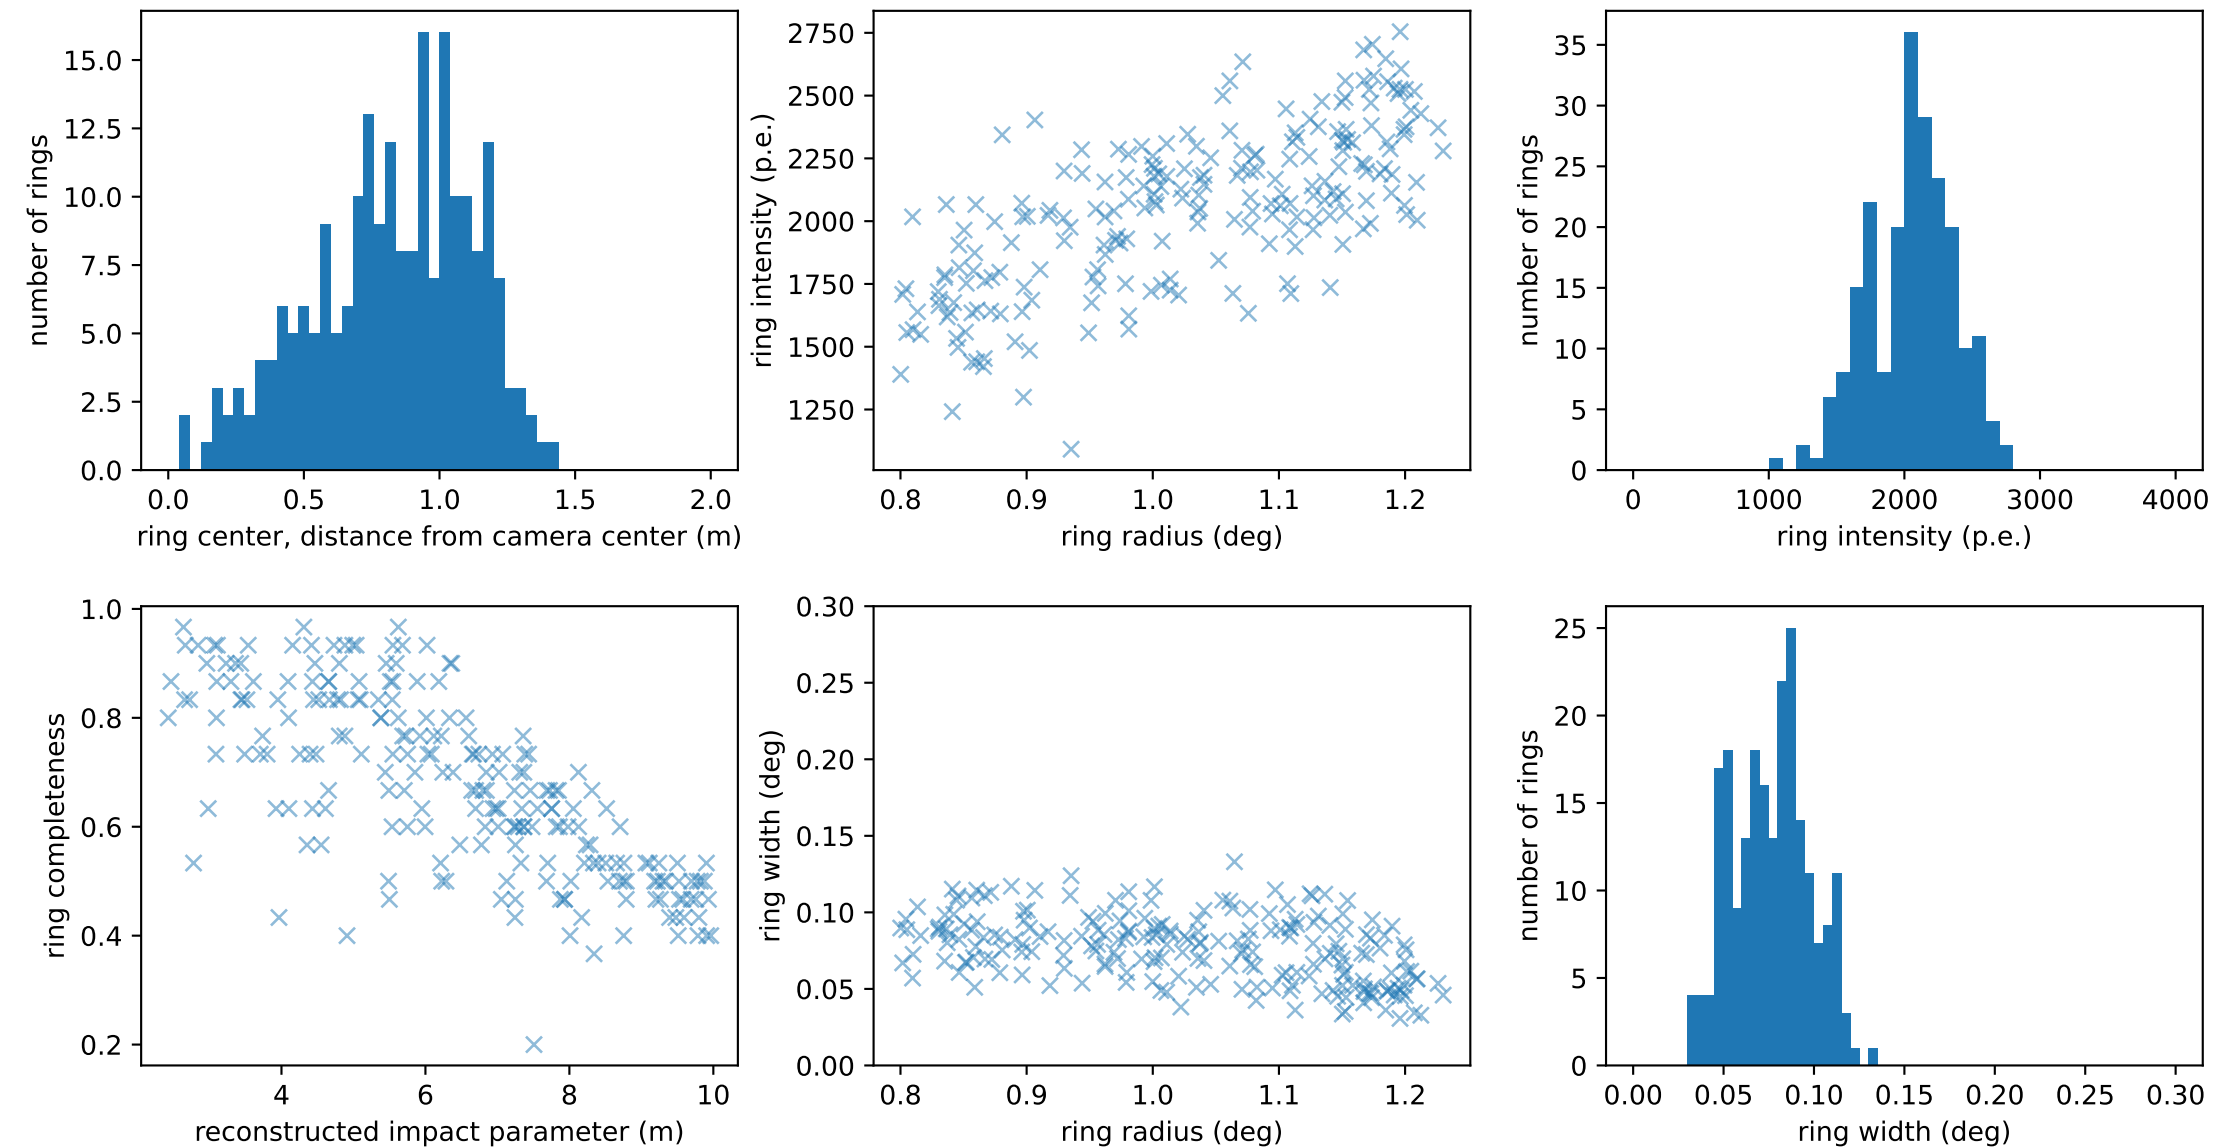 number of rings
15.0
12.5
10.0
7.5
5.0
2.5
0.0
0.0 0.5 1.0 1.5 2.0
ring center, distance from camera center (m)
ring intensity (p.e.)
2750
2500
2250
2000
1750
1500
1250
0.8 0.9 1.0 1.1 1.2
ring radius (deg)
number of rings
35
30
25
20
15
10
5
0
0 1000 2000 3000 4000
ring intensity (p.e.)
ring completeness
1.0
0.8
0.6
0.4
0.2
4 6 8 10
reconstructed impact parameter (m)
ring width (deg)
0.30
0.25
0.20
0.15
0.10
0.05
0.00
0.8 0.9 1.0 1.1 1.2
ring radius (deg)
number of rings
25
20
15
10
5
0
0.00 0.05 0.10 0.15 0.20 0.25 0.30
ring width (deg)